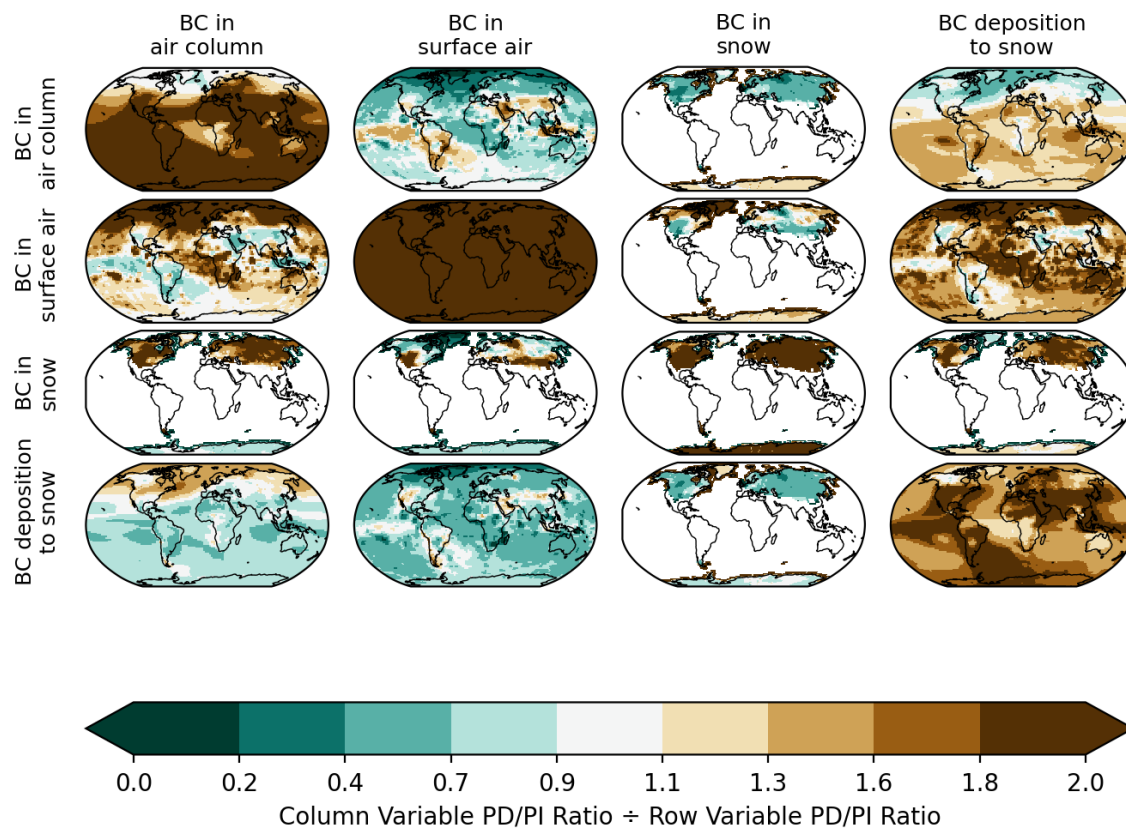 BC in
air column
BC in
surface air
BC in
snow
BC deposition
to snow
BC in
air column
BC in
surface air
BC in
snow
BC deposition
to snow
0.0
0.2
0.4
0.7
0.9
1.1
1.3
1.6
1.8
2.0
Column Variable PD/PI Ratio ÷ Row Variable PD/PI Ratio